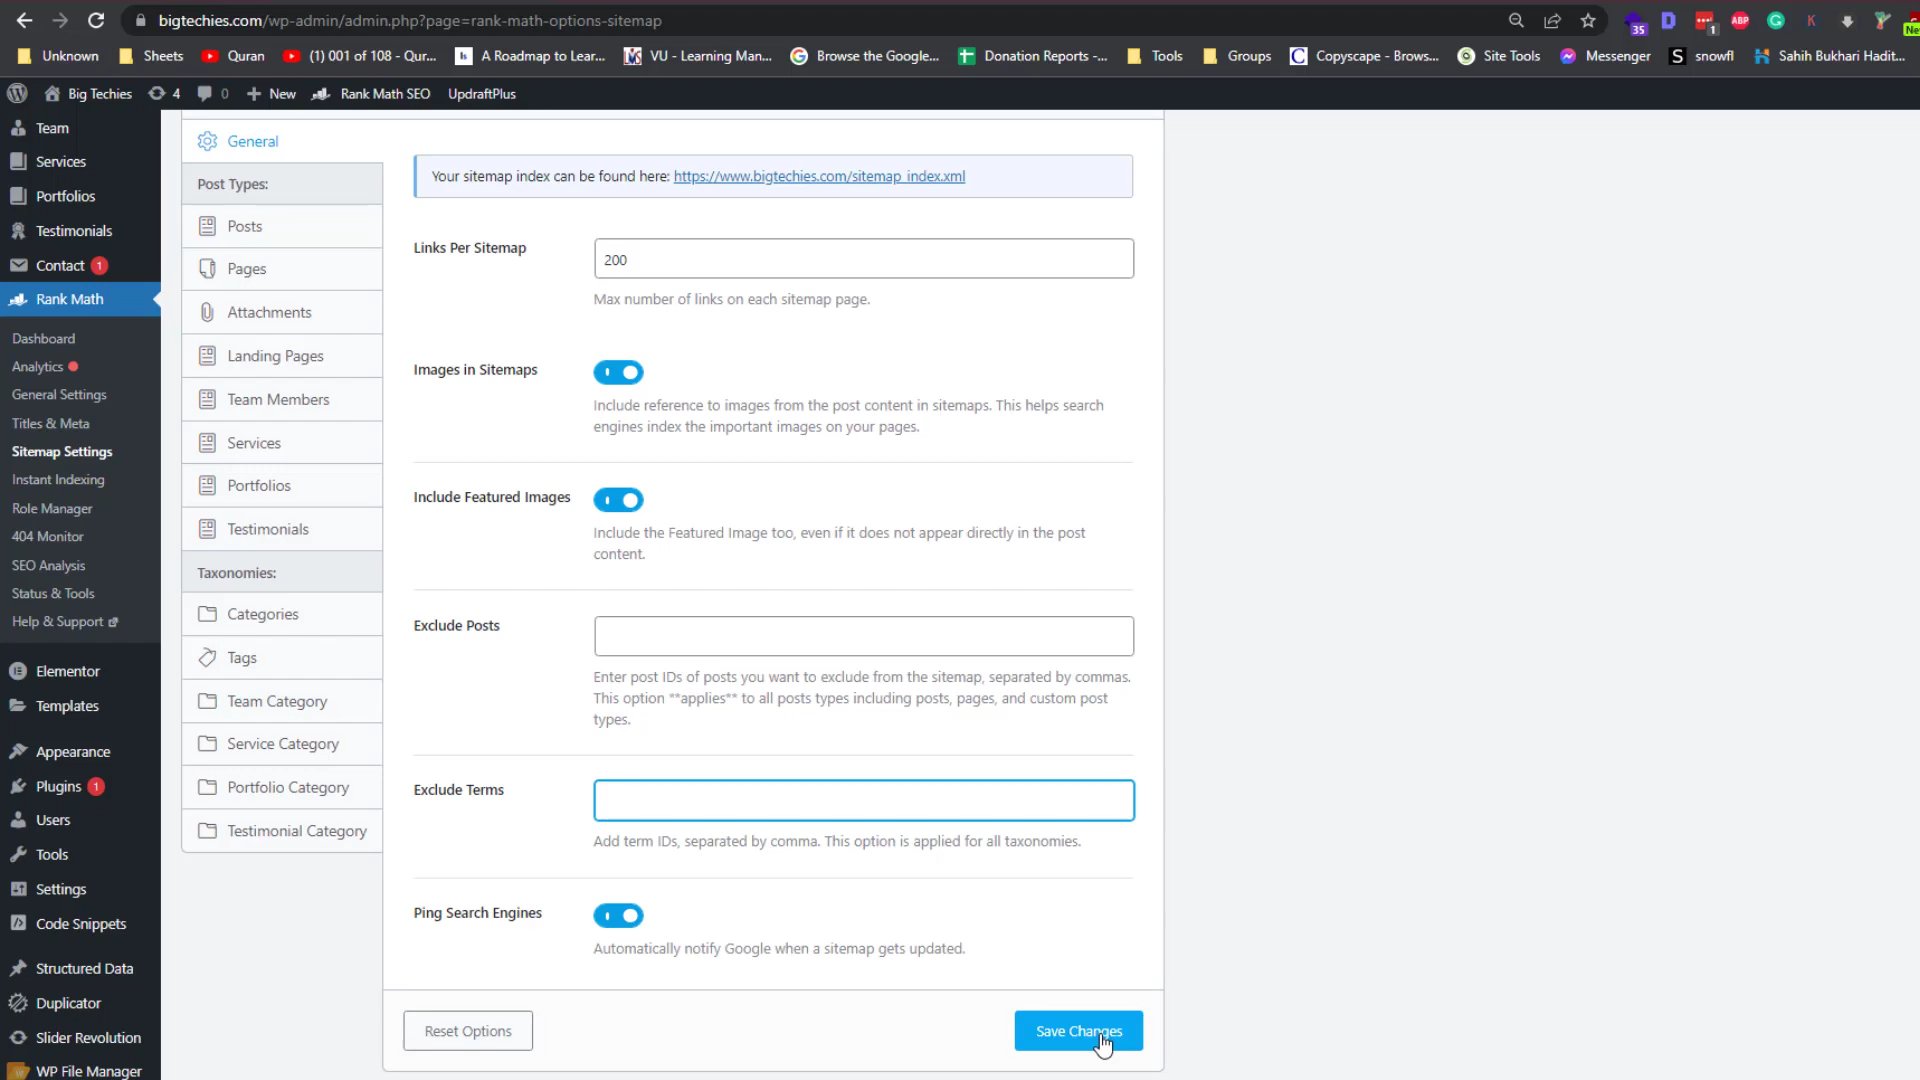 bigtechies.com/wp-admin/admin.php?page=rank-math-options-sitemap
35
D
1
ABP
K
Unknown
Sheets
Quran
(1) 001 of 108 - Qur...
A Roadmap to Lear...
VU - Learning Man...
Browse the Google...
Donation Reports -...
Tools
Groups
Copyscape - Brows...
Site Tools
Messenger
snowfl
Sahih Bukhari Hadit...
Big Techies
4
0
New
Rank Math SEO
UpdraftPlus
Team
Services
Portfolios
Testimonials
Contact 1
Rank Math
Dashboard
Analytics
General Settings
Titles & Meta
Sitemap Settings
Instant Indexing
Role Manager
404 Monitor
SEO Analysis
Status & Tools
Help & Support
Elementor
Templates
Appearance
Plugins 1
Users
Tools
Settings
Code Snippets
Structured Data
Duplicator
Slider Revolution
WP File Manager
General
Post Types:
Posts
Pages
Attachments
Landing Pages
Team Members
Services
Portfolios
Testimonials
Taxonomies:
Categories
Tags
Team Category
Service Category
Portfolio Category
Testimonial Category
Your sitemap index can be found here: https://www.bigtechies.com/sitemap_index.xml
Links Per Sitemap
200
Max number of links on each sitemap page.
Images in Sitemaps
Include reference to images from the post content in sitemaps. This helps search
engines index the important images on your pages.
Include Featured Images
Include the Featured Image too, even if it does not appear directly in the post
content.
Exclude Posts
Enter post IDs of posts you want to exclude from the sitemap, separated by commas.
This option **applies** to all posts types including posts, pages, and custom post
types.
Exclude Terms
Add term IDs, separated by comma. This option is applied for all taxonomies.
Ping Search Engines
Automatically notify Google when a sitemap gets updated.
Reset Options
Save Changes